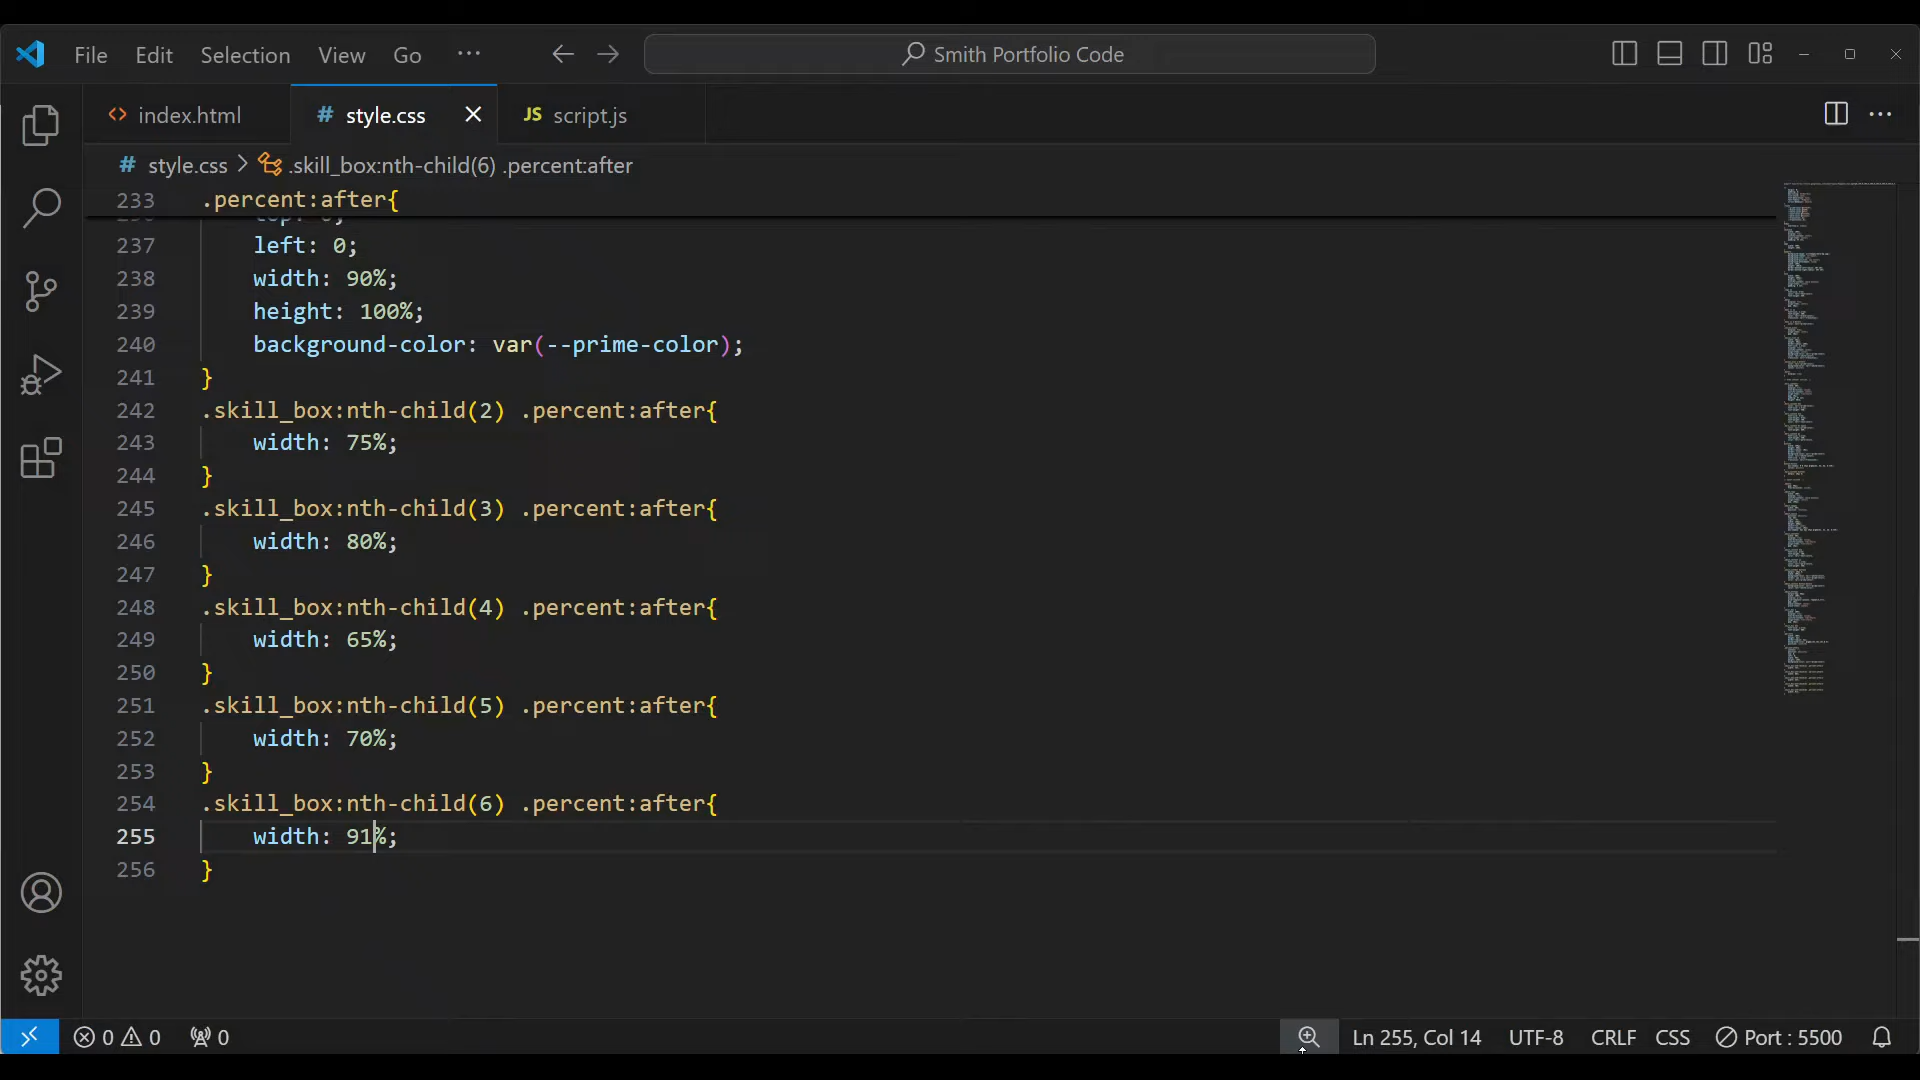 File Edit Selection View Go ··· Smith Portfolio Code
index.html # style.css JS script.js
# style.css > .skill_box:nth-child(6) .percent:after
233 .percent:after{
237 left: 0;
238 width: 90%;
239 height: 100%;
240 background-color: var(--prime-color);
241 }
242 .skill_box:nth-child(2) .percent:after{
243 width: 75%;
244 }
245 .skill_box:nth-child(3) .percent:after{
246 width: 80%;
247 }
248 .skill_box:nth-child(4) .percent:after{
249 width: 65%;
250 }
251 .skill_box:nth-child(5) .percent:after{
252 width: 70%;
253 }
254 .skill_box:nth-child(6) .percent:after{
255 width: 91%;
256 }
0 0 0 Ln 255, Col 14 UTF-8 CRLF CSS Port : 5500